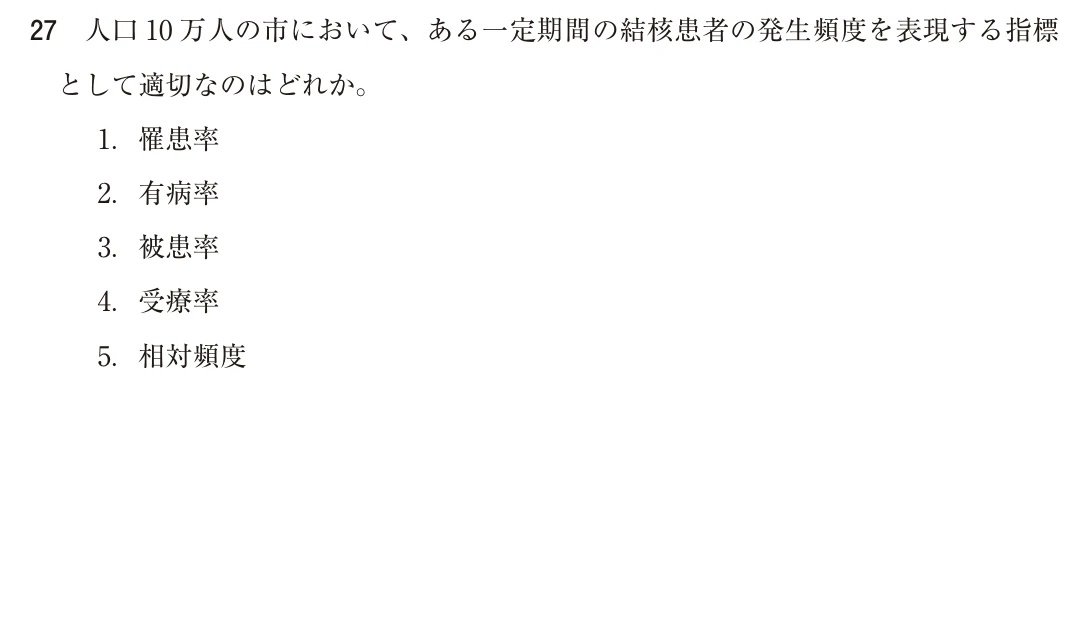 27 人口 10 万人の市において、ある一定期間の結核患者の発生頻度を表現する指標
として適切なのはどれか。
1. 罹患率
2. 有病率
3. 被患率
4. 受療率
5. 相対頻度